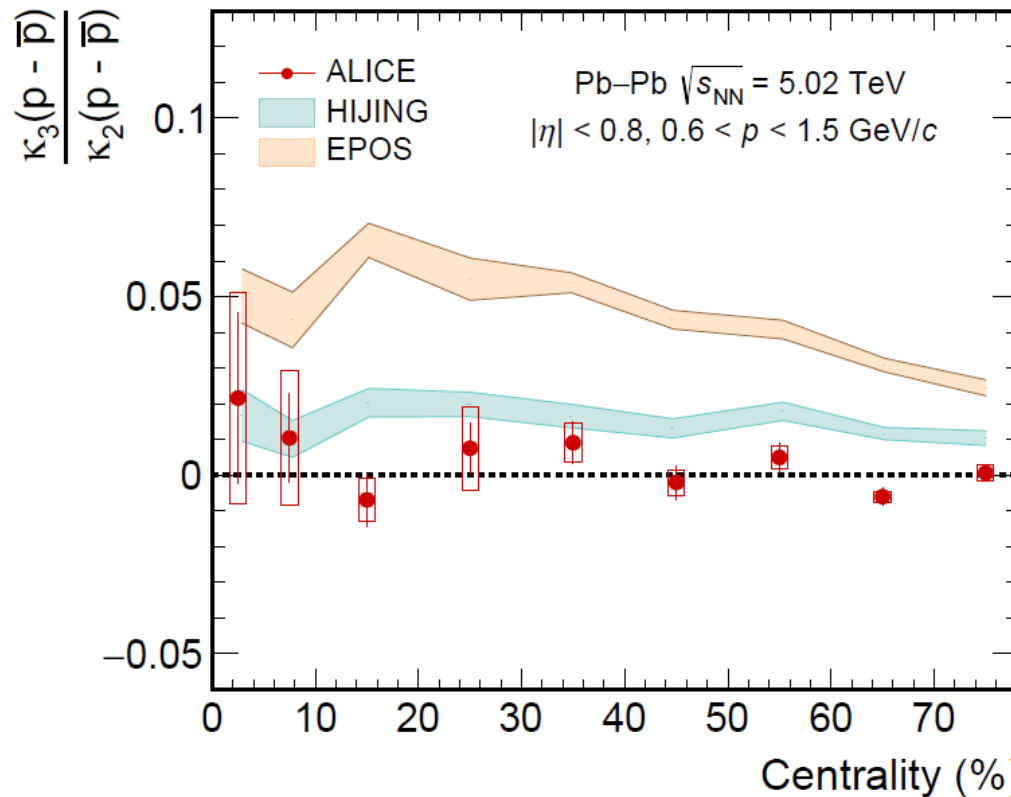 κ₃(p - p̅)
κ₂(p - p̅)
ALICE
HIJING
EPOS
Pb–Pb √sNN = 5.02 TeV
|η| < 0.8, 0.6 < p < 1.5 GeV/c
0.1
0.05
0
−0.05
0 10 20 30 40 50 60 70
Centrality (%)